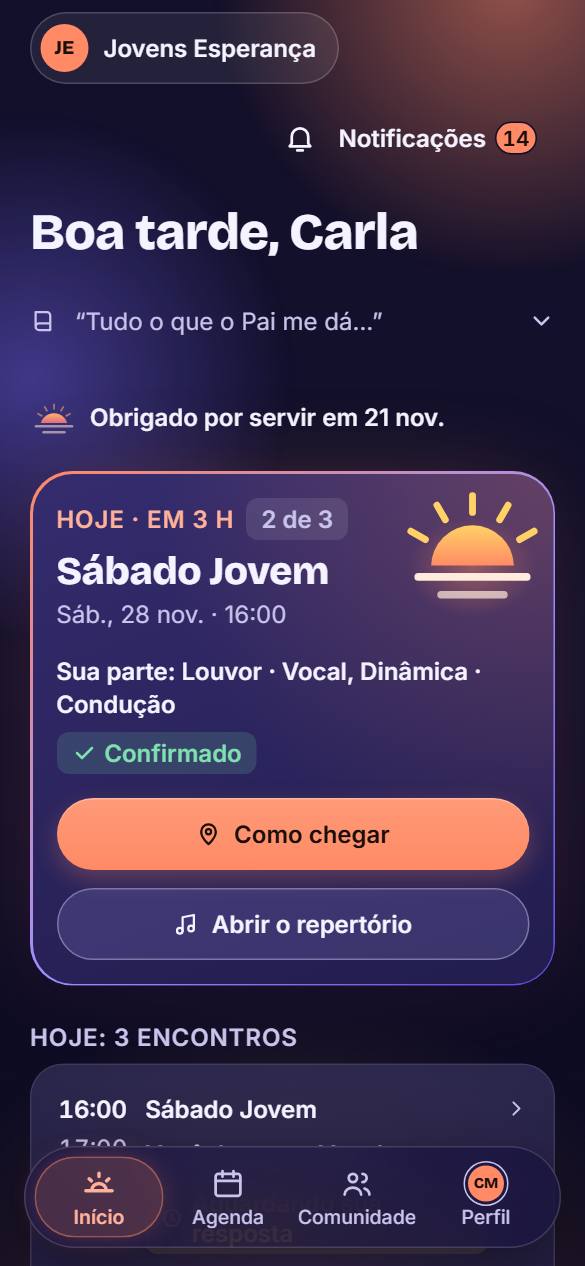 JE Jovens Esperança
Notificações 14
Boa tarde, Carla
“Tudo o que o Pai me dá...”
Obrigado por servir em 21 nov.
HOJE · EM 3 H 2 de 3
Sábado Jovem
Sáb., 28 nov. · 16:00
Sua parte: Louvor · Vocal, Dinâmica ·
Condução
Confirmado
Como chegar
Abrir o repertório
HOJE: 3 ENCONTROS
16:00 Sábado Jovem
17:00
resposta
Início Agenda Comunidade CM Perfil